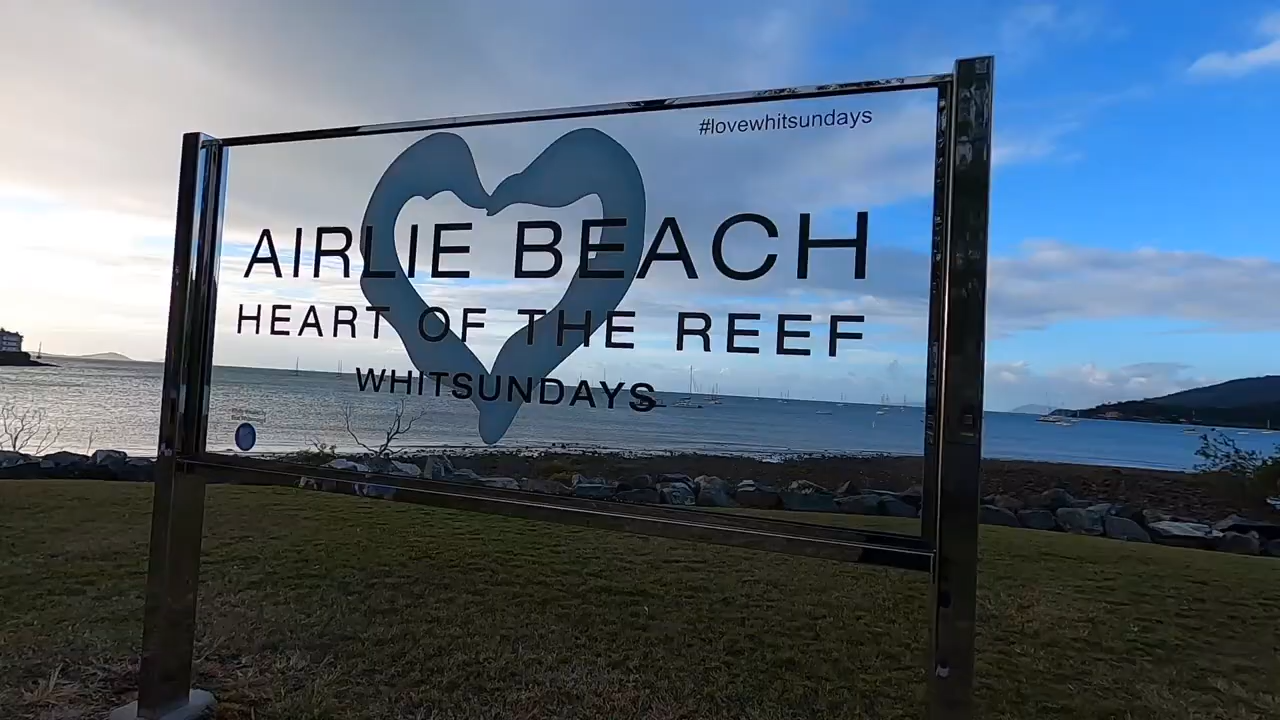 #lovewhitsundays
AIRLIE BEACH
HEART OF THE REEF
WHITSUNDAYS